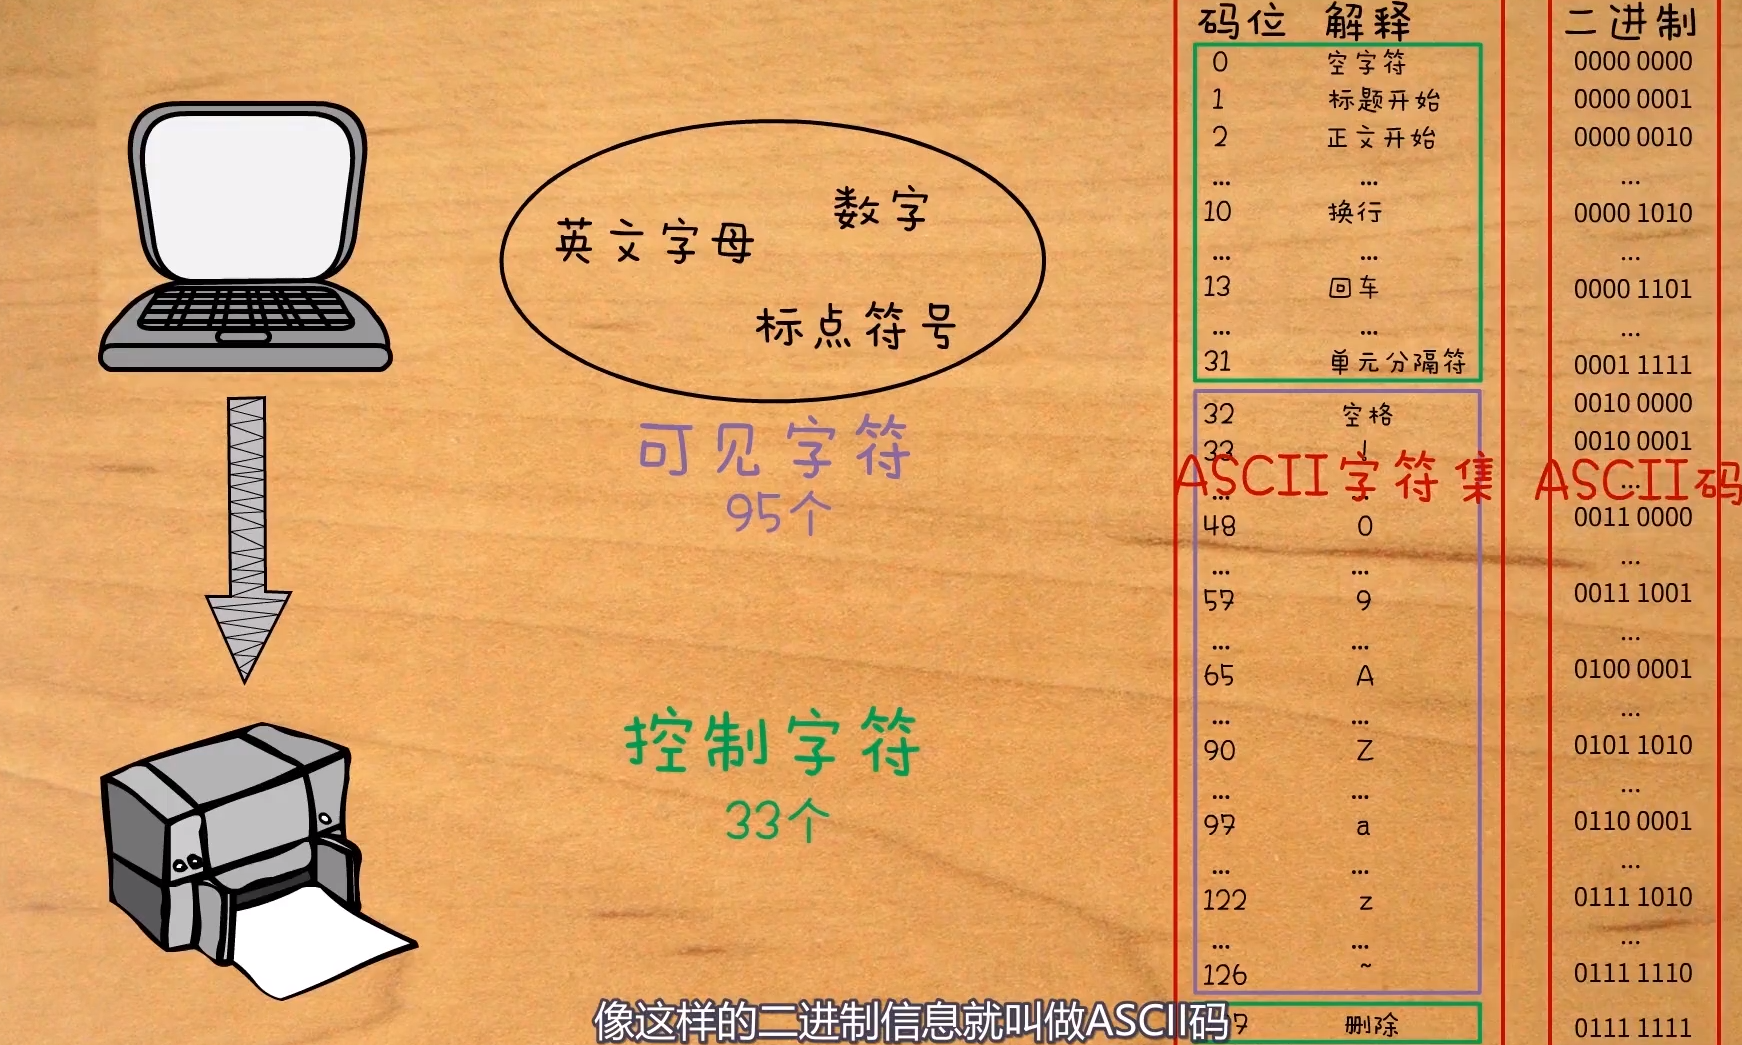 码位 解释 二进制
0 空字符 0000 0000
1 标题开始 0000 0001
2 正文开始 0000 0010
... ... ...
10 换行 0000 1010
... ... ...
13 回车 0000 1101
... ... ...
31 单元分隔符 0001 1111
32 空格 0010 0000
33 ! 0010 0001
... ... ...
48 0 0011 0000
... ... ...
57 9 0011 1001
... ... ...
65 A 0100 0001
... ... ...
90 Z 0101 1010
... ... ...
97 a 0110 0001
... ... ...
122 z 0111 1010
... ... ...
126 ~ 0111 1110
7 删除 0111 1111
ASCII字符集 ASCII码
数字
英文字母
标点符号
可见字符
95个
控制字符
33个
像这样的二进制信息就叫做ASCII码